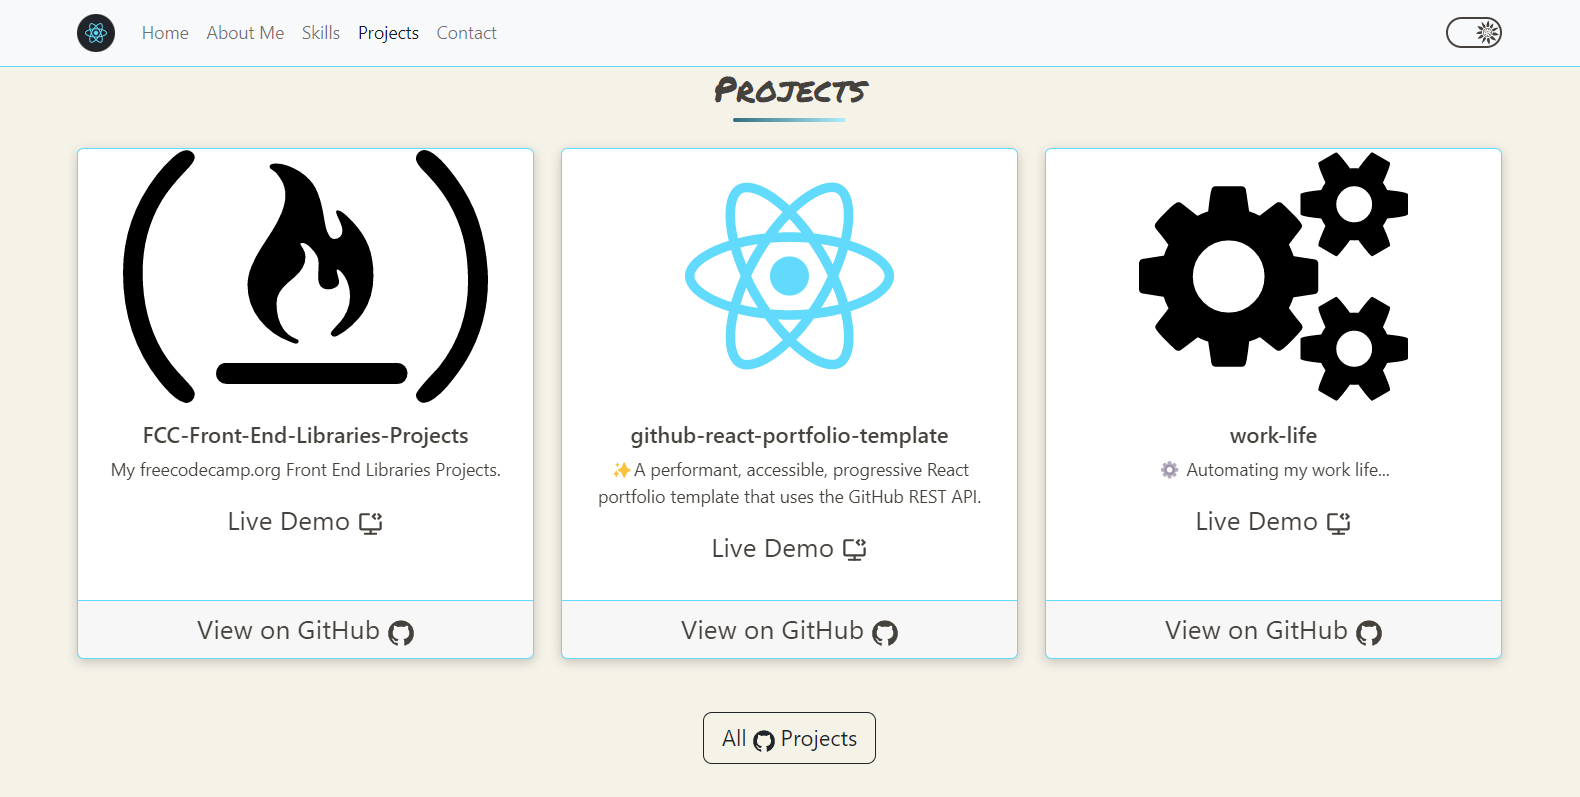 Home About Me Skills Projects Contact
Projects
FCC-Front-End-Libraries-Projects
My freecodecamp.org Front End Libraries Projects.
Live Demo
View on GitHub
github-react-portfolio-template
✨A performant, accessible, progressive React
portfolio template that uses the GitHub REST API.
Live Demo
View on GitHub
work-life
⚙️ Automating my work life...
Live Demo
View on GitHub
All Projects